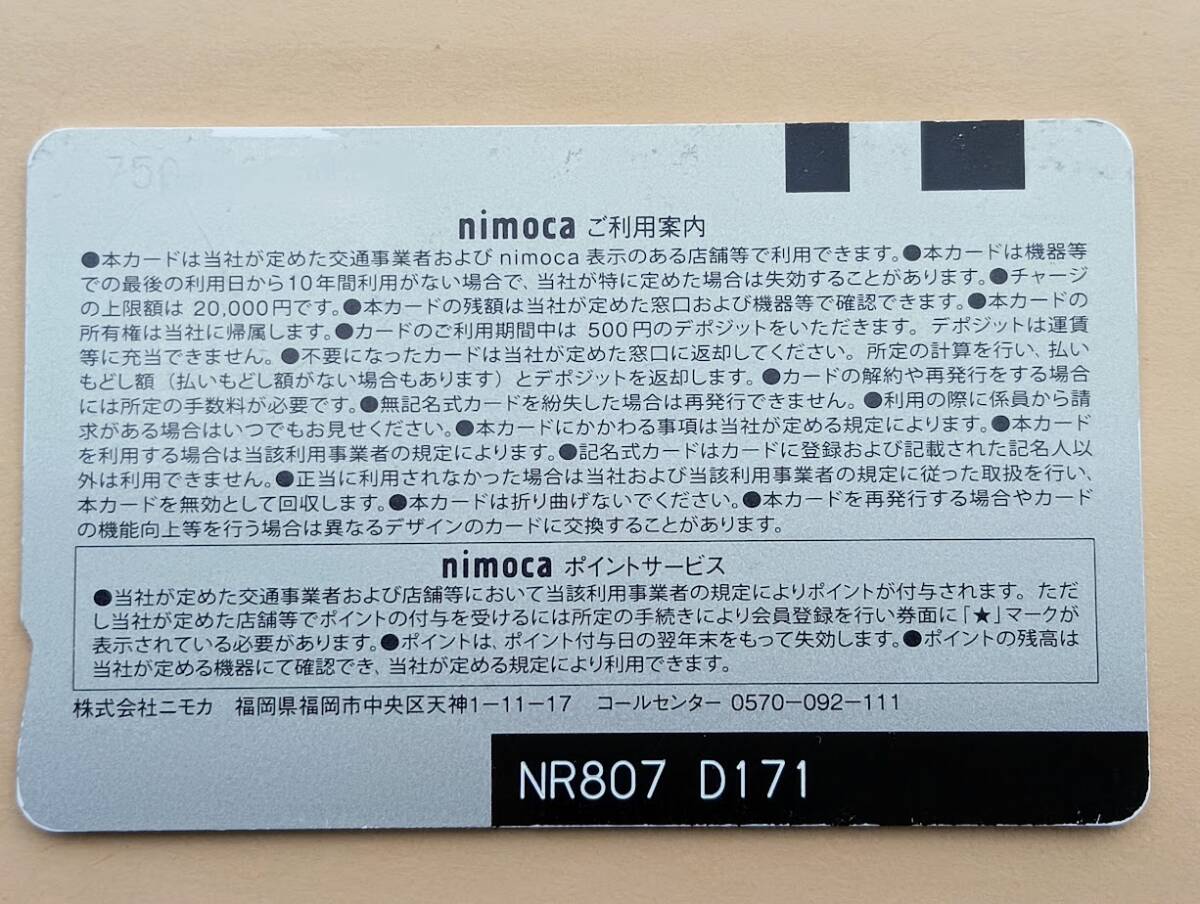 750
nimoca ご利用案内
●本カードは当社が定めた交通事業者およびnimoca表示のある店舗等で利用できます。●本カードは機器等
での最後の利用日から10年間利用がない場合で、当社が特に定めた場合は失効することがあります。●チャージ
の上限額は 20,000円です。●本カードの残額は当社が定めた窓口および機器等で確認できます。●本カードの
所有権は当社に帰属します。●カードのご利用期間中は 500円のデポジットをいただきます。デポジットは運賃
等に充当できません。●不要になったカードは当社が定めた窓口に返却してください。所定の計算を行い、払い
もどし額（払いもどし額がない場合もあります）とデポジットを返却します。●カードの解約や再発行をする場合
には所定の手数料が必要です。●無記名式カードを紛失した場合は再発行できません。●利用の際に係員から請
求がある場合はいつでもお見せください。●本カードにかかわる事項は当社が定める規定によります。●本カード
を利用する場合は当該利用事業者の規定によります。●記名式カードはカードに登録および記載された記名人以
外は利用できません。●正当に利用されなかった場合は当社および当該利用事業者の規定に従った取扱を行い、
本カードを無効として回収します。●本カードは折り曲げないでください。●本カードを再発行する場合やカード
の機能向上等を行う場合は異なるデザインのカードに交換することがあります。
nimoca ポイントサービス
●当社が定めた交通事業者および店舗等において当該利用事業者の規定によりポイントが付与されます。ただ
し当社が定めた店舗等でポイントの付与を受けるには所定の手続きにより会員登録を行い券面に「★」マークが
表示されている必要があります。●ポイントは、ポイント付与日の翌年末をもって失効します。●ポイントの残高は
当社が定める機器にて確認でき、当社が定める規定により利用できます。
株式会社ニモカ 福岡県福岡市中央区天神1-11-17 コールセンター 0570-092-111
NR807 D171